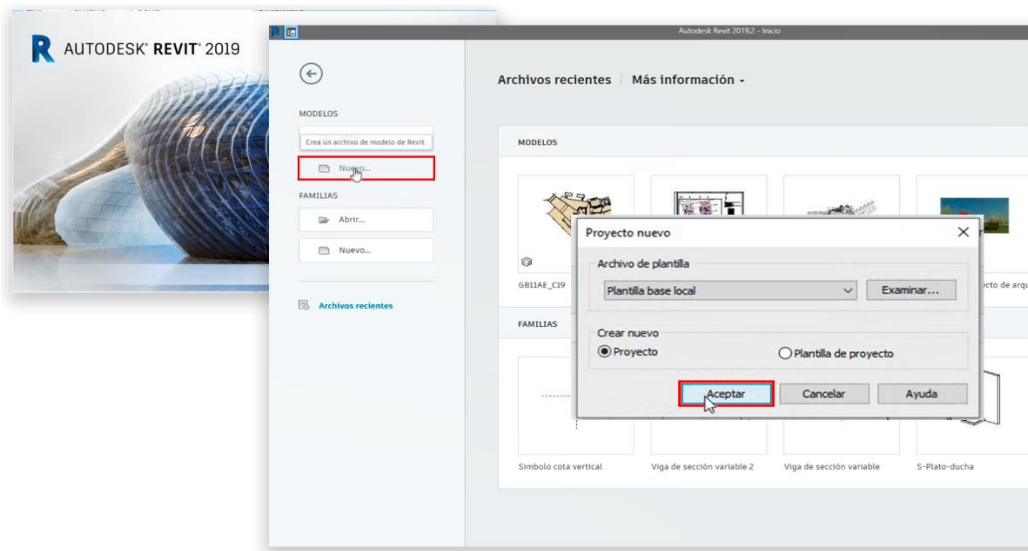 AUTODESK® REVIT® 2019
Autodesk Revit 2019.2 - Inicio
Archivos recientes
Más información
MODELOS
Crea un archivo de modelo de Revit.
Nuevo...
FAMILIAS
Abrir...
Nuevo...
Archivos recientes
MODELOS
GB11AE_C19
Proyecto nuevo
Archivo de plantilla
Plantilla base local
Examinar...
Crear nuevo
Proyecto
Plantilla de proyecto
Aceptar
Cancelar
Ayuda
FAMILIAS
Simbolo cota vertical
Viga de sección variable 2
Viga de sección variable
S-Plato-ducha